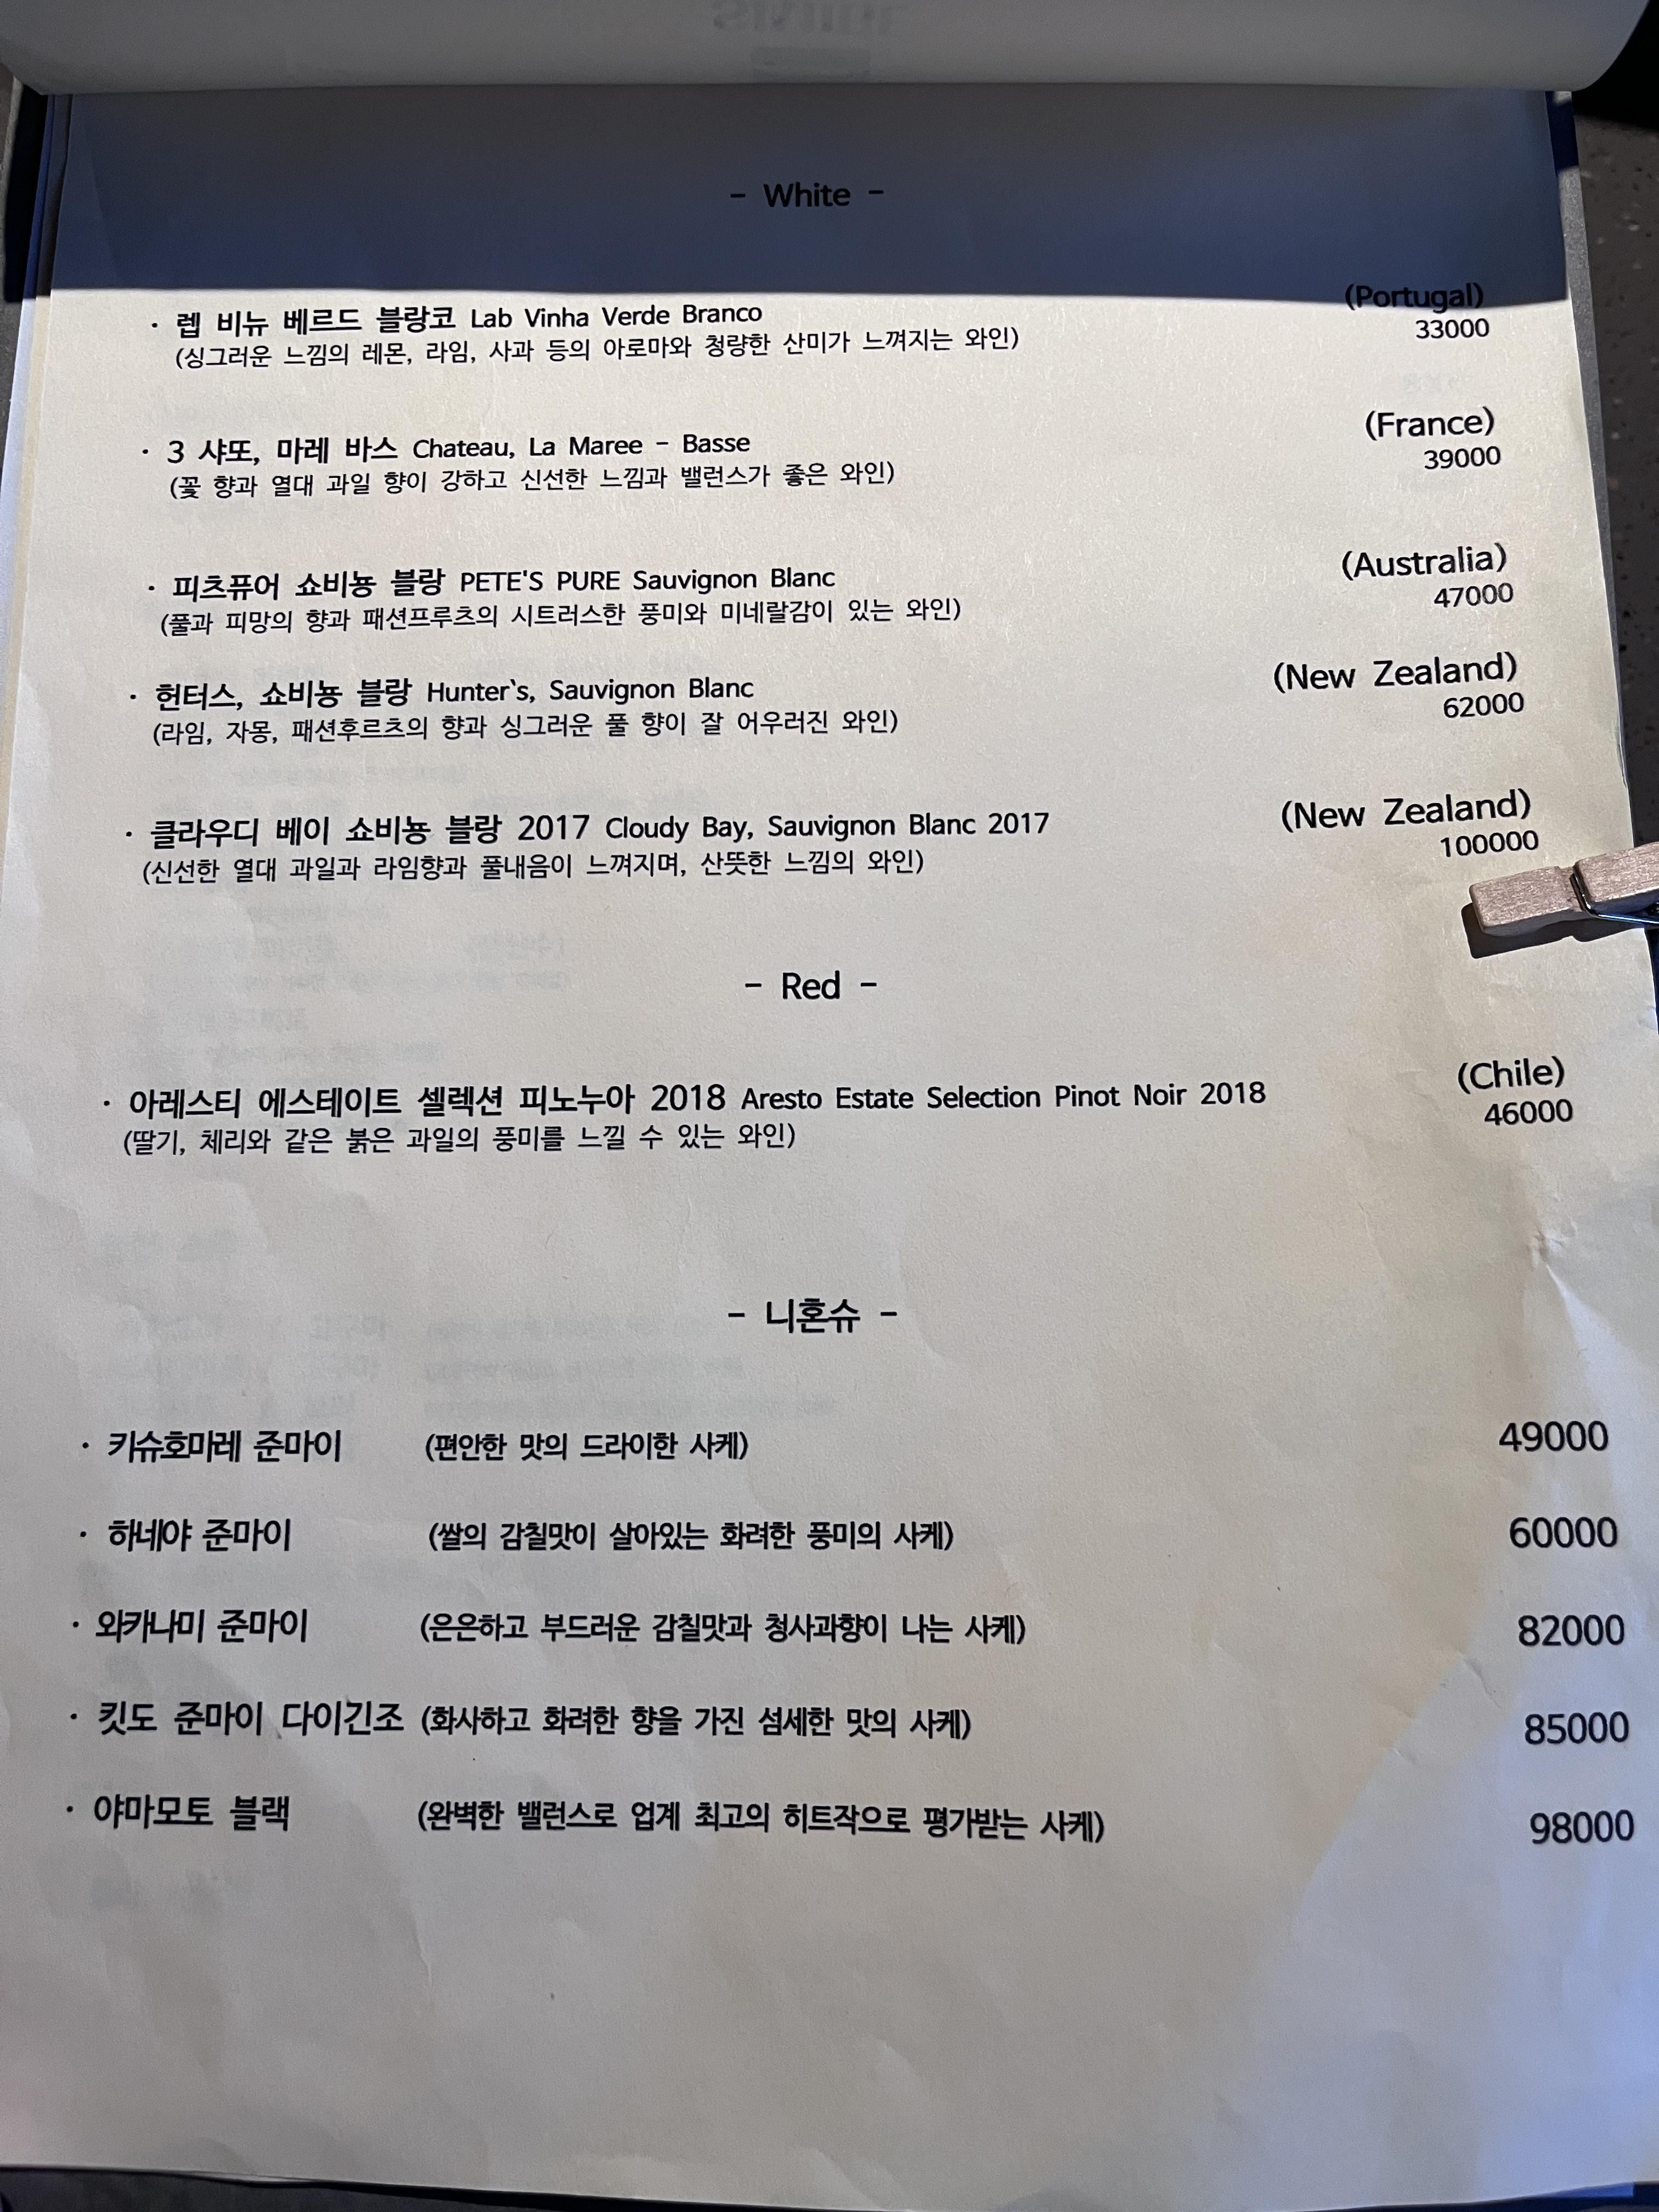 - White -
· 렙 비뉴 베르드 블랑코 Lab Vinha Verde Branco (Portugal)
(싱그러운 느낌의 레몬, 라임, 사과 등의 아로마와 청량한 산미가 느껴지는 와인) 33000
· 3 샤또, 마레 바스 Chateau, La Maree - Basse (France)
(꽃 향과 열대 과일 향이 강하고 신선한 느낌과 밸런스가 좋은 와인) 39000
· 피츠퓨어 쇼비뇽 블랑 PETE'S PURE Sauvignon Blanc (Australia)
(풀과 피망의 향과 패션프루츠의 시트러스한 풍미와 미네랄감이 있는 와인) 47000
· 헌터스, 쇼비뇽 블랑 Hunter`s, Sauvignon Blanc (New Zealand)
(라임, 자몽, 패션후르츠의 향과 싱그러운 풀 향이 잘 어우러진 와인) 62000
· 클라우디 베이 쇼비뇽 블랑 2017 Cloudy Bay, Sauvignon Blanc 2017 (New Zealand)
(신선한 열대 과일과 라임향과 풀내음이 느껴지며, 산뜻한 느낌의 와인) 100000
- Red -
· 아레스티 에스테이트 셀렉션 피노누아 2018 Aresto Estate Selection Pinot Noir 2018 (Chile)
(딸기, 체리와 같은 붉은 과일의 풍미를 느낄 수 있는 와인) 46000
- 니혼슈 -
· 키슈호마레 준마이 (편안한 맛의 드라이한 사케) 49000
· 하네야 준마이 (쌀의 감칠맛이 살아있는 화려한 풍미의 사케) 60000
· 와카나미 준마이 (은은하고 부드러운 감칠맛과 청사과향이 나는 사케) 82000
· 킷도 준마이 다이긴조 (화사하고 화려한 향을 가진 섬세한 맛의 사케) 85000
· 야마모토 블랙 (완벽한 밸런스로 업계 최고의 히트작으로 평가받는 사케) 98000